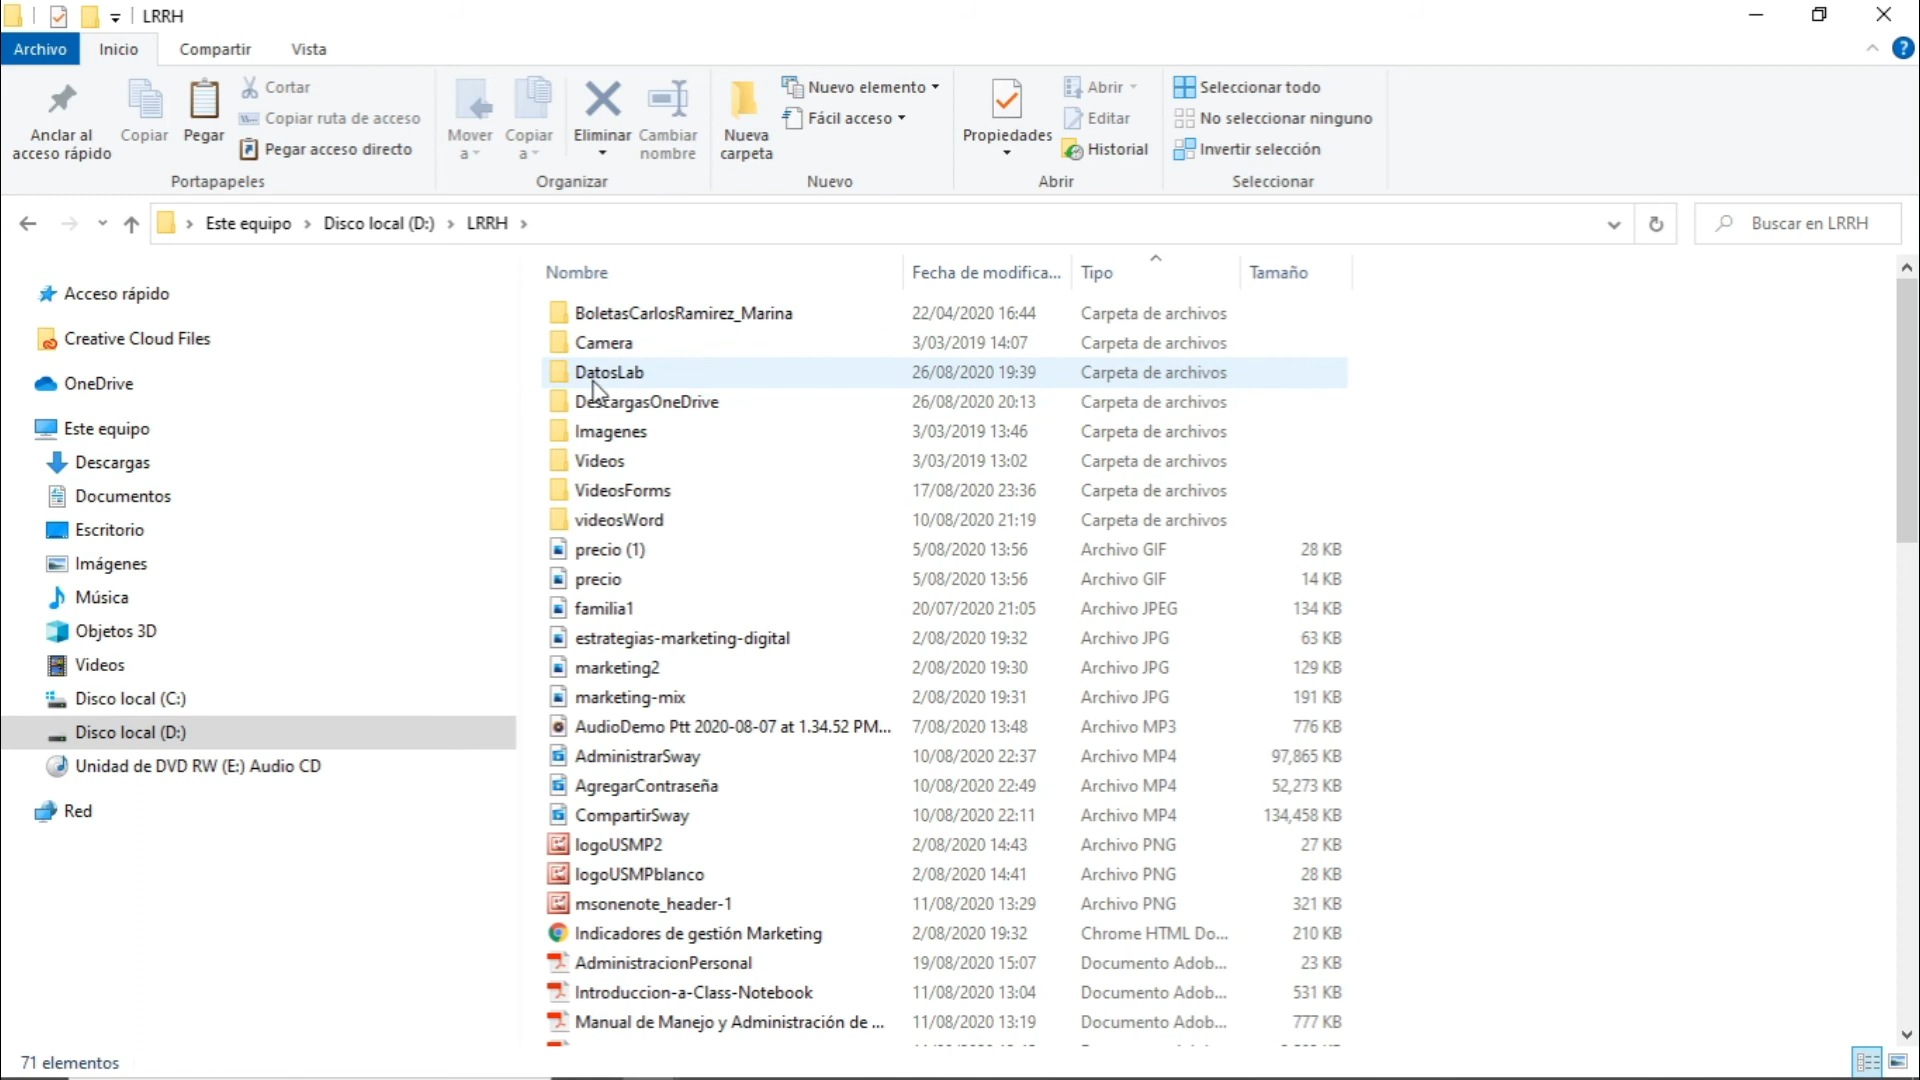 LRRH
Archivo Inicio Compartir Vista
Anclar al acceso rápido
Copiar
Pegar
Cortar
Copiar ruta de acceso
Pegar acceso directo
Portapapeles
Mover a
Copiar a
Eliminar
Cambiar nombre
Organizar
Nueva carpeta
Nuevo elemento
Fácil acceso
Nuevo
Propiedades
Abrir
Editar
Historial
Abrir
Seleccionar todo
No seleccionar ninguno
Invertir selección
Seleccionar
Este equipo › Disco local (D:) › LRRH ›
Buscar en LRRH
Acceso rápido
Creative Cloud Files
OneDrive
Este equipo
Descargas
Documentos
Escritorio
Imágenes
Música
Objetos 3D
Videos
Disco local (C:)
Disco local (D:)
Unidad de DVD RW (E:) Audio CD
Red
Nombre Fecha de modifica... Tipo Tamaño
BoletasCarlosRamirez_Marina 22/04/2020 16:44 Carpeta de archivos
Camera 3/03/2019 14:07 Carpeta de archivos
DatosLab 26/08/2020 19:39 Carpeta de archivos
DescargasOneDrive 26/08/2020 20:13 Carpeta de archivos
Imagenes 3/03/2019 13:46 Carpeta de archivos
Videos 3/03/2019 13:02 Carpeta de archivos
VideosForms 17/08/2020 23:36 Carpeta de archivos
videosWord 10/08/2020 21:19 Carpeta de archivos
precio (1) 5/08/2020 13:56 Archivo GIF 28 KB
precio 5/08/2020 13:56 Archivo GIF 14 KB
familia1 20/07/2020 21:05 Archivo JPEG 134 KB
estrategias-marketing-digital 2/08/2020 19:32 Archivo JPG 63 KB
marketing2 2/08/2020 19:30 Archivo JPG 129 KB
marketing-mix 2/08/2020 19:31 Archivo JPG 191 KB
AudioDemo Ptt 2020-08-07 at 1.34.52 PM... 7/08/2020 13:48 Archivo MP3 776 KB
AdministrarSway 10/08/2020 22:37 Archivo MP4 97,865 KB
AgregarContraseña 10/08/2020 22:49 Archivo MP4 52,273 KB
CompartirSway 10/08/2020 22:11 Archivo MP4 134,458 KB
logoUSMP2 2/08/2020 14:43 Archivo PNG 27 KB
logoUSMPblanco 2/08/2020 14:41 Archivo PNG 28 KB
msonenote_header-1 11/08/2020 13:29 Archivo PNG 321 KB
Indicadores de gestión Marketing 2/08/2020 19:32 Chrome HTML Do... 210 KB
AdministracionPersonal 19/08/2020 15:07 Documento Adob... 23 KB
Introduccion-a-Class-Notebook 11/08/2020 13:04 Documento Adob... 531 KB
Manual de Manejo y Administración de ... 11/08/2020 13:19 Documento Adob... 777 KB
71 elementos